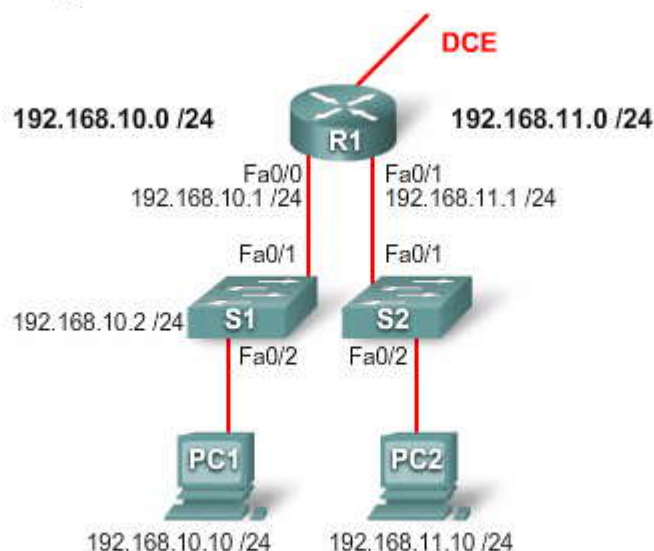 DCE
192.168.10.0 /24
192.168.11.0 /24
R1
Fa0/0
Fa0/1
192.168.10.1 /24
192.168.11.1 /24
Fa0/1
Fa0/1
192.168.10.2 /24
S1
S2
Fa0/2
Fa0/2
PC1
PC2
192.168.10.10 /24
192.168.11.10 /24